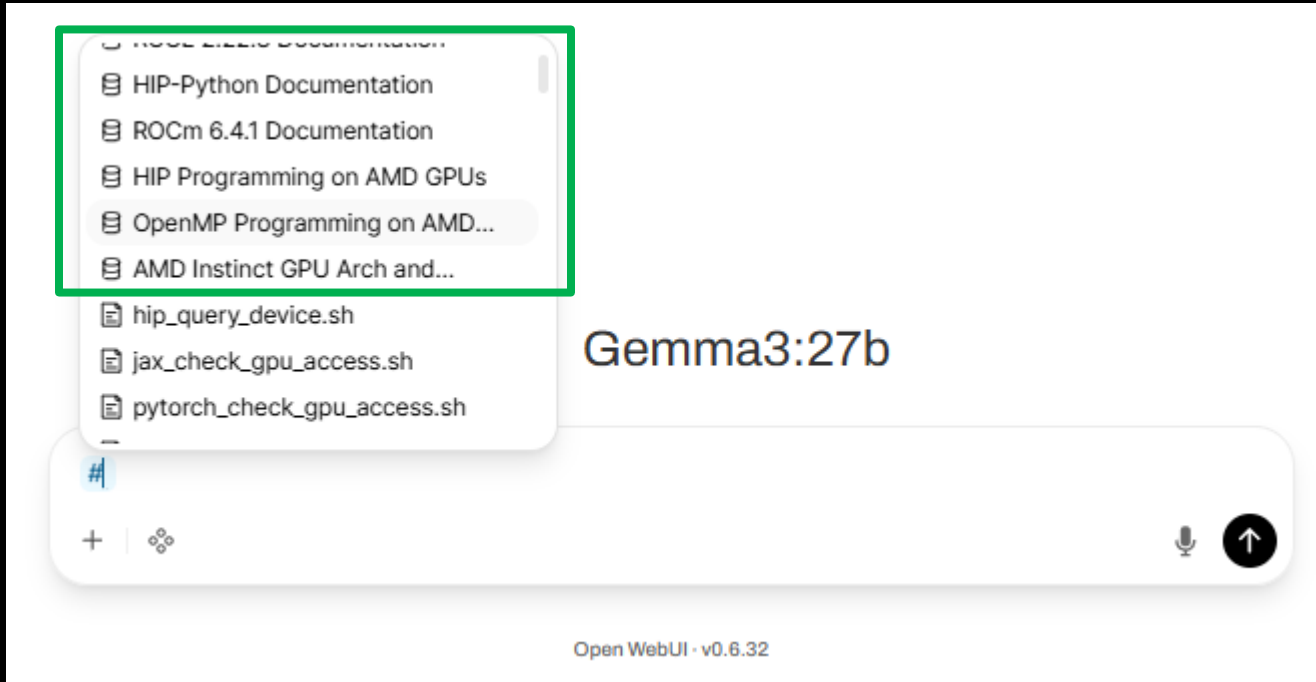 Documentation
HIP-Python Documentation
ROCm 6.4.1 Documentation
HIP Programming on AMD GPUs
OpenMP Programming on AMD...
AMD Instinct GPU Arch and...
hip_query_device.sh
jax_check_gpu_access.sh
pytorch_check_gpu_access.sh
Gemma3:27b
#
Open WebUI · v0.6.32